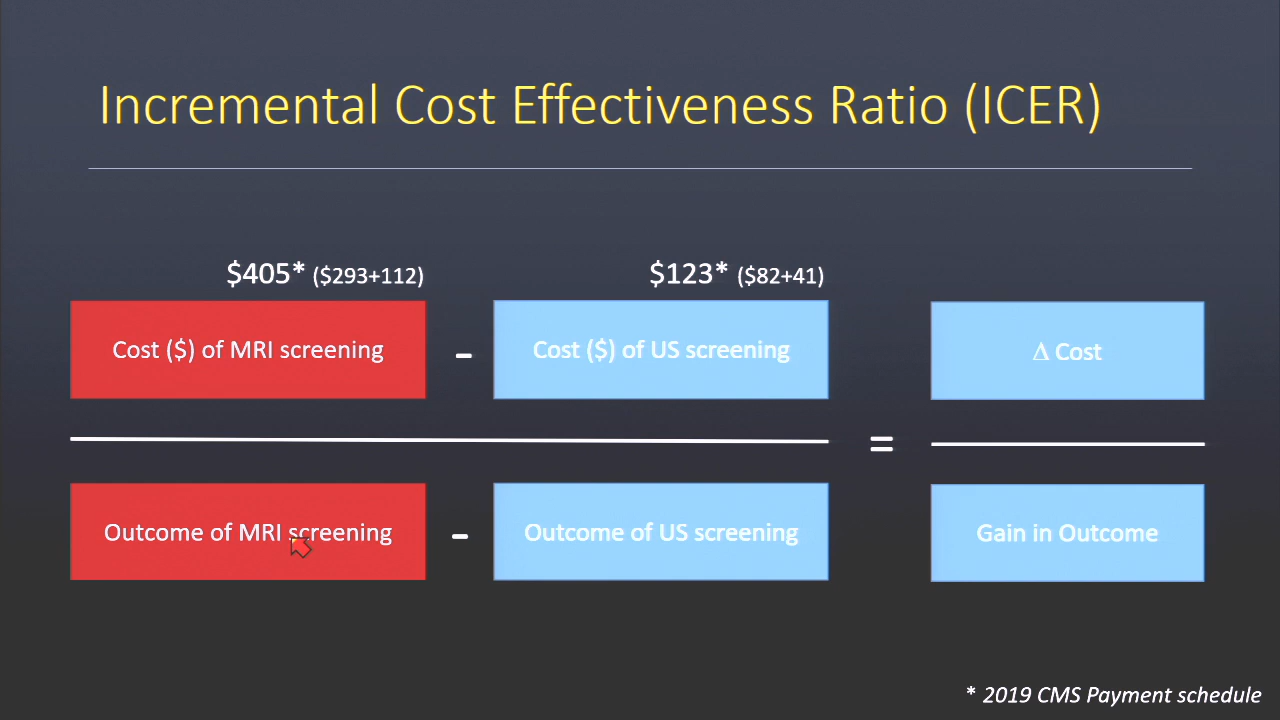 Incremental Cost Effectiveness Ratio (ICER)
$405* ($293+112)
$123* ($82+41)
Cost ($) of MRI screening
-
Cost ($) of US screening
Δ Cost
=
Outcome of MRI screening
-
Outcome of US screening
Gain in Outcome
* 2019 CMS Payment schedule